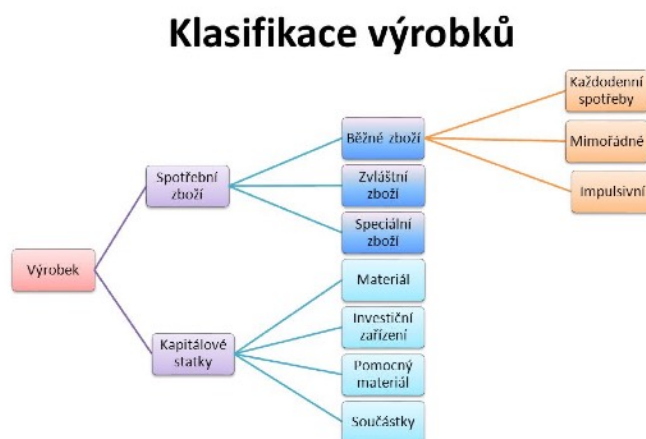 Klasifikace výrobků
Výrobek
Spotřební
zboží
Běžné zboží
Každodenní
spotřeby
Mimořádné
Impulsivní
Zvláštní
zboží
Speciální
zboží
Kapitálové
statky
Materiál
Investiční
zařízení
Pomocný
materiál
Součástky